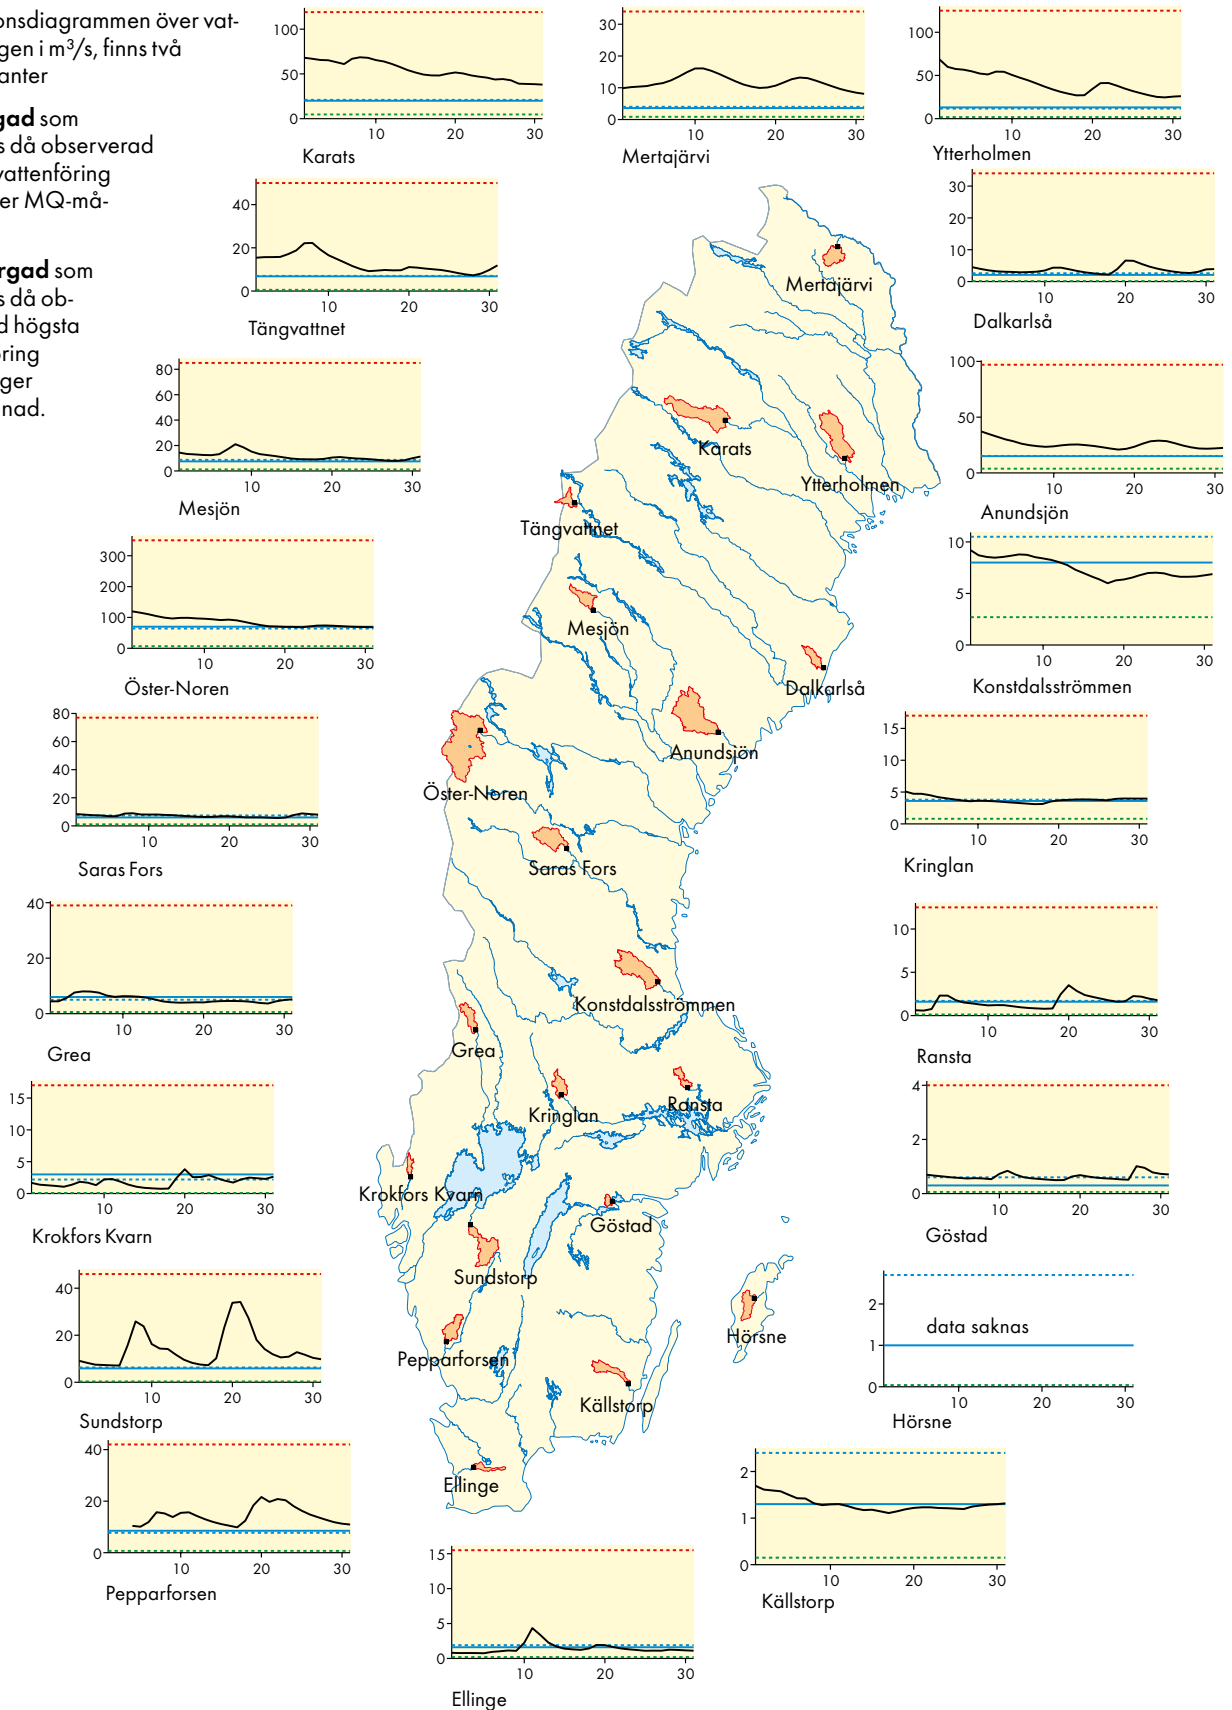 onsdiagrammen över vat-
gen i m³/s, finns två
anter
gad som
s då observerad
vattenföring
er MQ-må-
rgad som
s då ob-
d högsta
öring
ger
nad.
100
50
0
10 20 30
Karats
30
20
10
0
10 20 30
Mertajärvi
100
50
0
10 20 30
Ytterholmen
40
20
0
10 20 30
Tängvattnet
30
20
10
0
10 20 30
Dalkarlså
80
60
40
20
0
10 20 30
Mesjön
100
50
0
10 20 30
Anundsjön
300
200
100
0
10 20 30
Öster-Noren
10
5
0
10 20 30
Konstdalsströmmen
80
60
40
20
0
10 20 30
Saras Fors
15
10
5
0
10 20 30
Kringlan
40
20
0
10 20 30
Grea
10
5
0
10 20 30
Ransta
15
10
5
0
10 20 30
Krokfors Kvarn
4
2
0
10 20 30
Göstad
40
20
0
10 20 30
Sundstorp
2
1
0
data saknas
10 20 30
Hörsne
40
20
0
10 20 30
Pepparforsen
2
1
0
10 20 30
Källstorp
15
10
5
0
10 20 30
Ellinge
Mertajärvi
Karats
Ytterholmen
Tängvattnet
Mesjön
Dalkarlså
Anundsjön
Öster-Noren
Saras Fors
Konstdalsströmmen
Grea
Kringlan
Ransta
Krokfors Kvarn
Göstad
Sundstorp
Hörsne
Pepparforsen
Källstorp
Ellinge